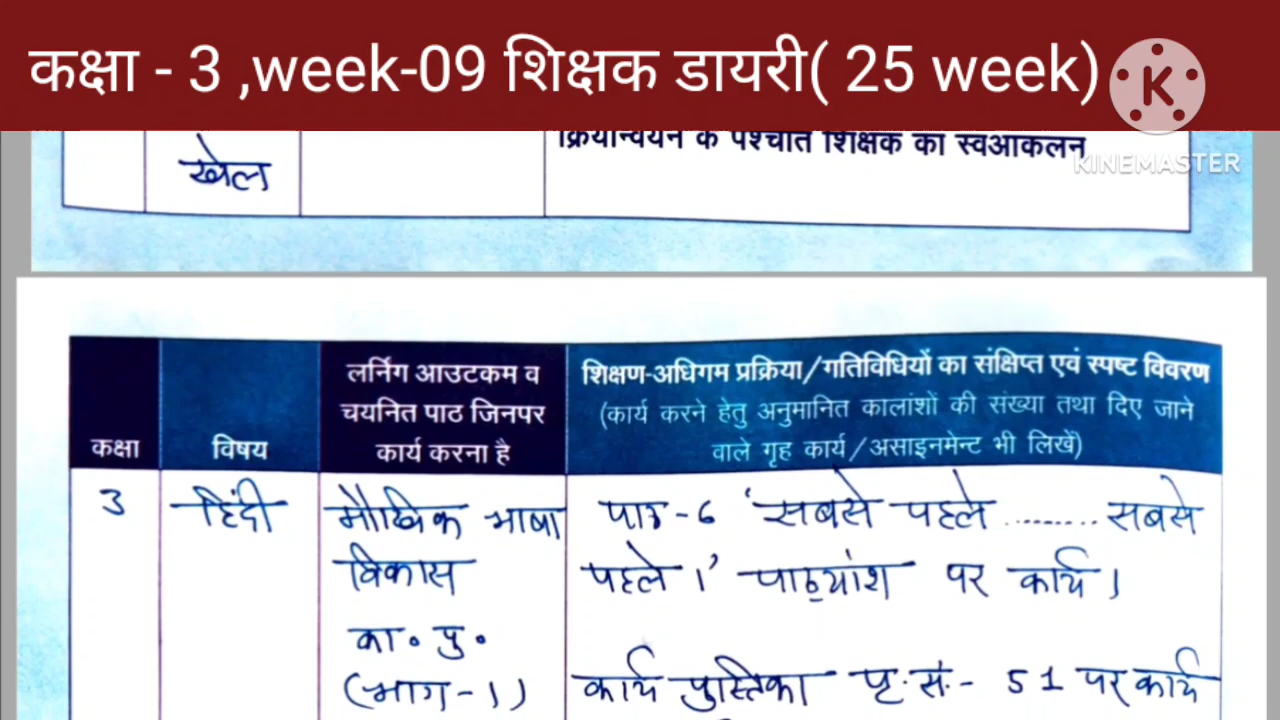 कक्षा - 3 ,week-09 शिक्षक डायरी( 25 week)
K
KINEMASTER
क्रियान्वयन के पश्चात शिक्षक का स्वआकलन
खेल
कक्षा
विषय
लर्निग आउटकम व
चयनित पाठ जिनपर
कार्य करना है
शिक्षण-अधिगम प्रक्रिया/गतिविधियों का संक्षिप्त एवं स्पष्ट विवरण
(कार्य करने हेतु अनुमानित कालांशों की संख्या तथा दिए जाने
वाले गृह कार्य/असाइनमेन्ट भी लिखें)
3
हिंदी
मौखिक भाषा
विकास
का॰ पु॰
(भाग-1)
पाठ-6 'सबसे पहले ......... सबसे
पहले।' पाठ्यांश पर कार्य।
कार्य पुस्तिका पृ.सं.- 51 पर कार्य